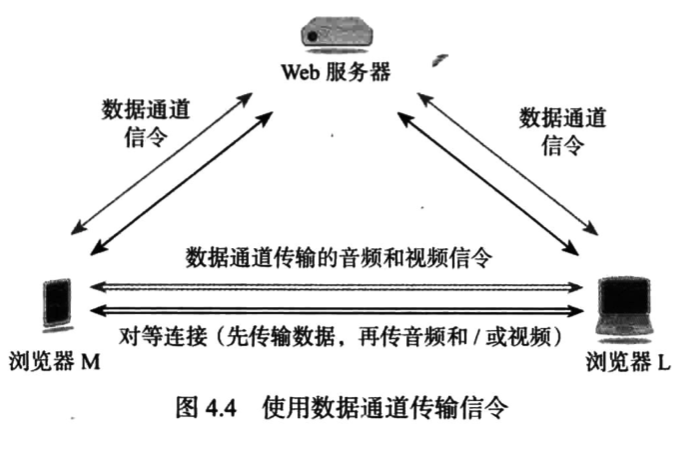 Web 服务器
数据通道
信令
数据通道
信令
数据通道传输的音频和视频信令
对等连接（先传输数据，再传音频和 / 或视频）
浏览器 M
浏览器 L
图 4.4 使用数据通道传输信令